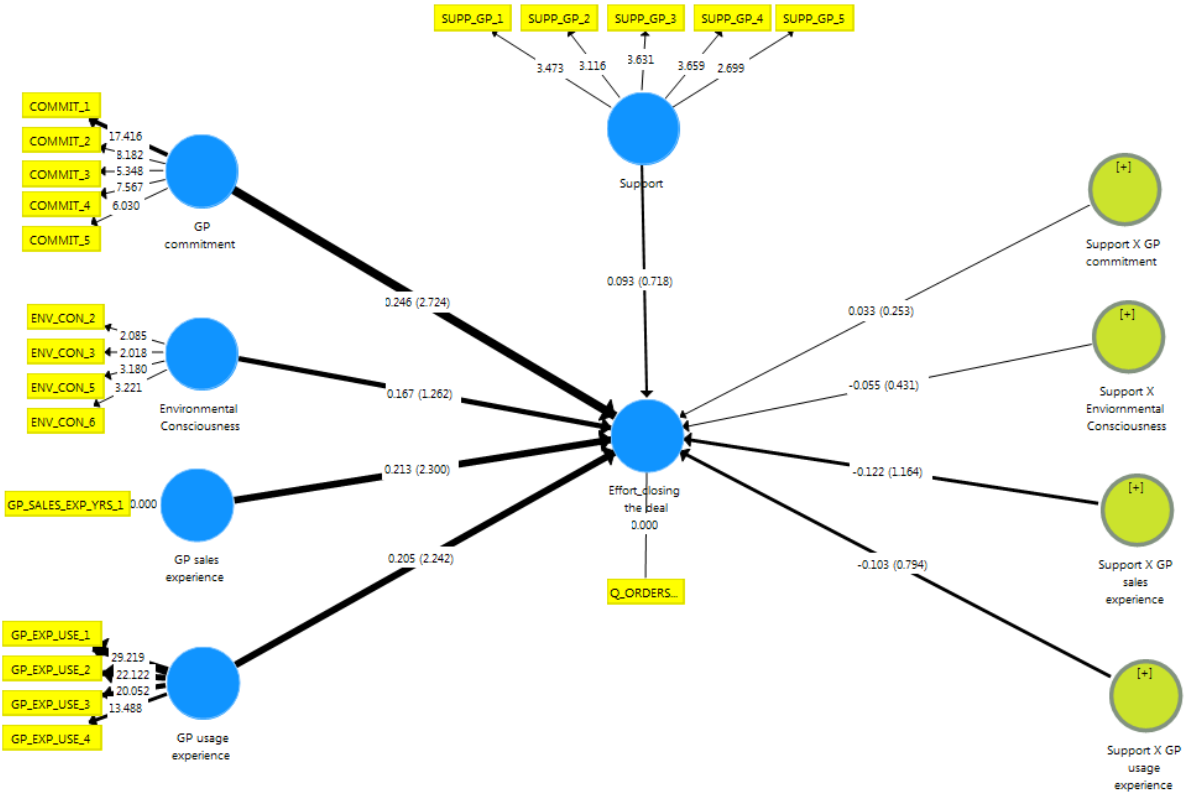 SUPP_GP_1
SUPP_GP_2
SUPP_GP_3
SUPP_GP_4
SUPP_GP_5
3.473
3.116
3.631
3.659
2.699
Support
COMMIT_1
COMMIT_2
COMMIT_3
COMMIT_4
COMMIT_5
17.416
8.182
5.348
7.567
6.030
GP
commitment
0.246 (2.724)
0.093 (0.718)
ENV_CON_2
ENV_CON_3
ENV_CON_5
ENV_CON_6
2.085
2.018
3.180
3.221
Environmental
Consciousness
0.167 (1.262)
GP_SALES_EXP_YRS_1
0.000
GP sales
experience
0.213 (2.300)
GP_EXP_USE_1
GP_EXP_USE_2
GP_EXP_USE_3
GP_EXP_USE_4
29.219
22.122
20.052
13.488
GP usage
experience
0.205 (2.242)
Effort_closing
the deal
0.000
Q_ORDERS...
[+]
Support X GP
commitment
0.033 (0.253)
[+]
Support X
Enviornmental
Consciousness
-0.055 (0.431)
[+]
Support X GP
sales
experience
-0.122 (1.164)
[+]
Support X GP
usage
experience
-0.103 (0.794)